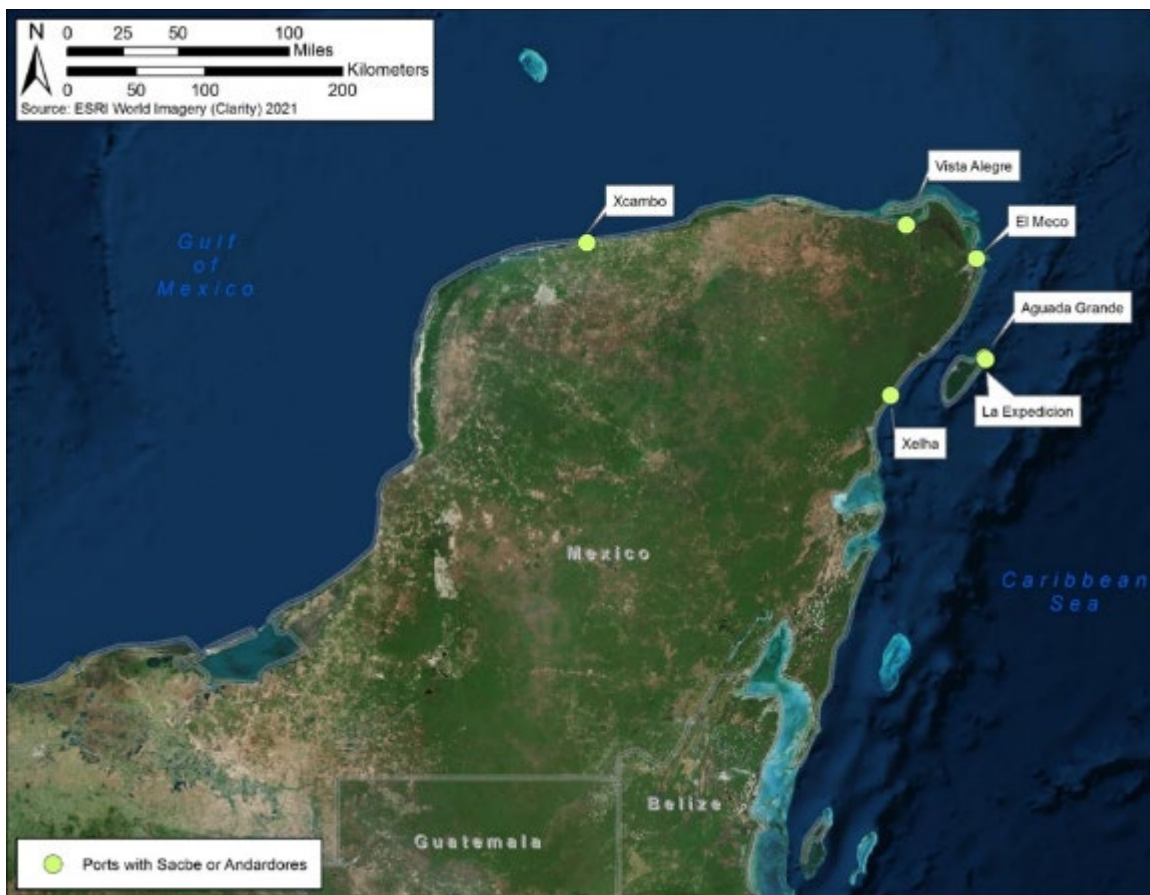 N
0 25 50 100
Miles
Kilometers
0 50 100 200
Source: ESRI World Imagery (Clarity) 2021
Vista Alegre
Xcambo
El Meco
Gulf
of
Mexico
Aguada Grande
La Expedicion
Xelha
Mexico
Caribbean
Sea
Belize
Guatemala
Ports with Sacbe or Andardores